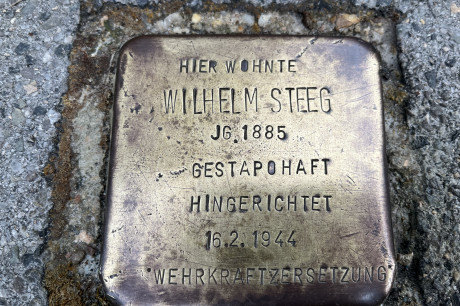 HIER WOHNTE
WILHELM STEEG
JG. 1885
GESTAPOHAFT
HINGERICHTET
16.2.1944
WEHRKRAFTZERSETZUNG